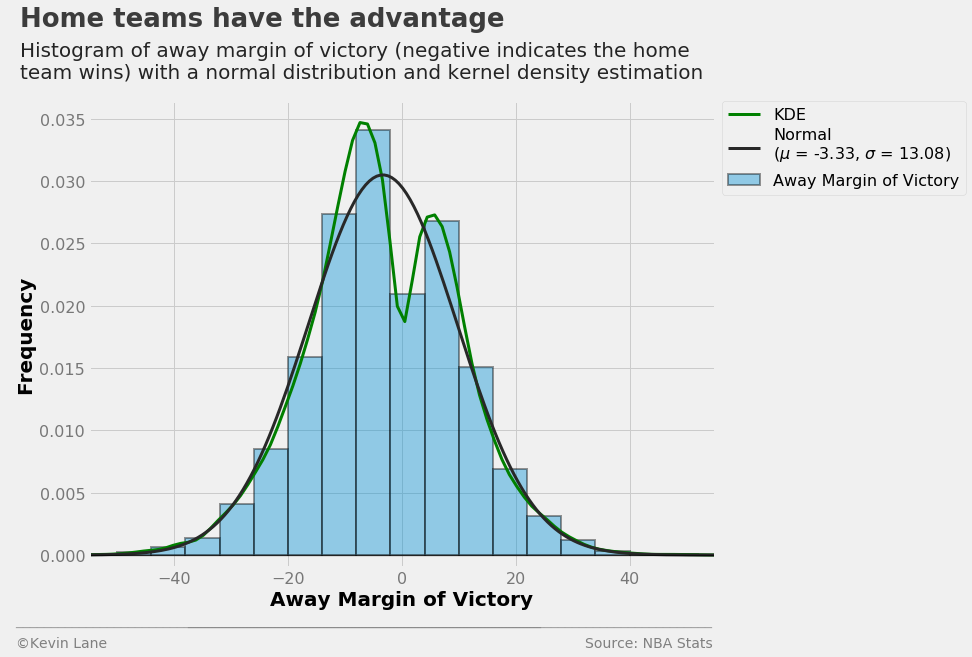 Home teams have the advantage
Histogram of away margin of victory (negative indicates the home
team wins) with a normal distribution and kernel density estimation
KDE
Normal
(μ = -3.33, σ = 13.08)
Away Margin of Victory
0.035
0.030
0.025
0.020
0.015
0.010
0.005
0.000
Frequency
−40
−20
0
20
40
Away Margin of Victory
©Kevin Lane
Source: NBA Stats